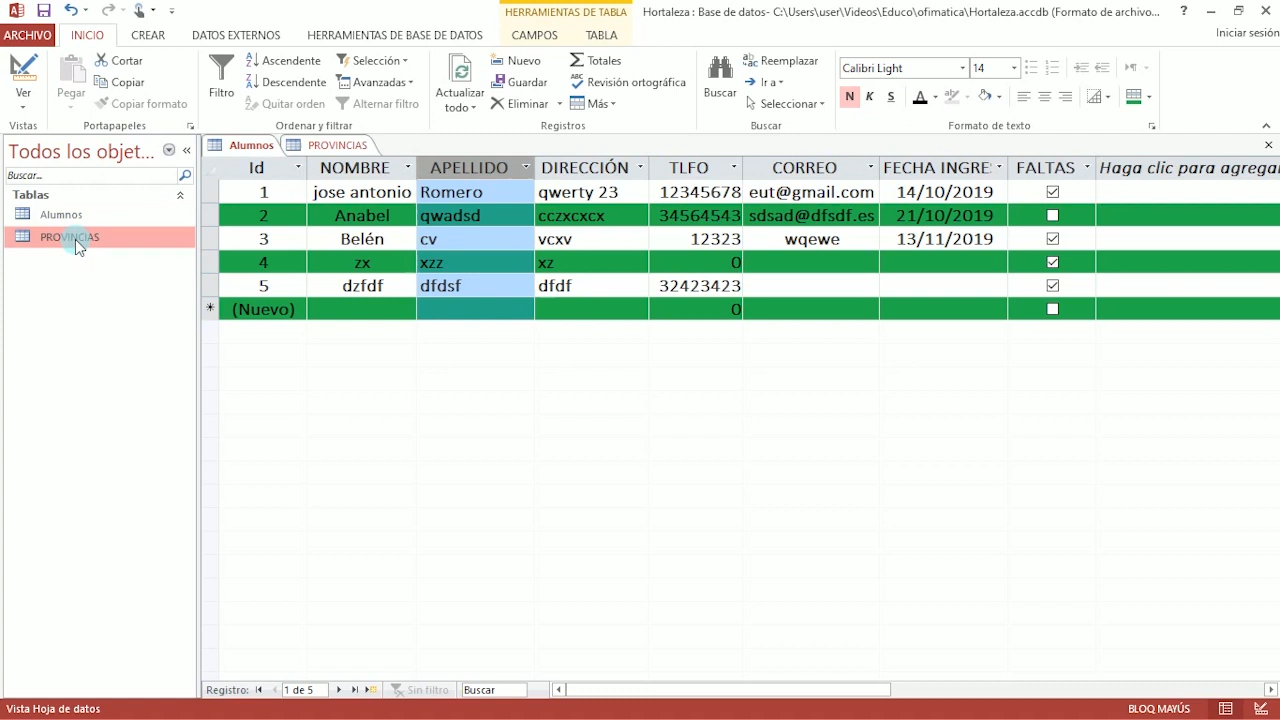 Hortaleza : Base de datos- C:\Users\user\Videos\Educo\ofimatica\Hortaleza.accdb (Formato de archivo...
HERRAMIENTAS DE TABLA
ARCHIVO INICIO CREAR DATOS EXTERNOS HERRAMIENTAS DE BASE DE DATOS CAMPOS TABLA
Iniciar sesión
Ver
Vistas
Pegar
Cortar
Copiar
Copiar formato
Portapapeles
Filtro
Ascendente
Descendente
Quitar orden
Selección
Avanzadas
Alternar filtro
Ordenar y filtrar
Actualizar
todo
Nuevo
Guardar
Eliminar
Totales
Revisión ortográfica
Más
Registros
Buscar
Reemplazar
Ir a
Seleccionar
Buscar
Calibri Light 14
N K S
Formato de texto
Todos los objet...
Buscar...
Tablas
Alumnos
PROVINCIAS
Alumnos PROVINCIAS
Id NOMBRE APELLIDO DIRECCIÓN TLFO CORREO FECHA INGRE: FALTAS Haga clic para agregar
1 jose antonio Romero qwerty 23 12345678 eut@gmail.com 14/10/2019
2 Anabel qwadsd cczxcxcx 34564543 sdsad@dfsdf.es 21/10/2019
3 Belén cv vcxv 12323 wqewe 13/11/2019
4 zx xzz xz 0
5 dzfdf dfdsf dfdf 32423423
(Nuevo) 0
Registro: 1 de 5 Sin filtro Buscar
Vista Hoja de datos
BLOQ MAYÚS